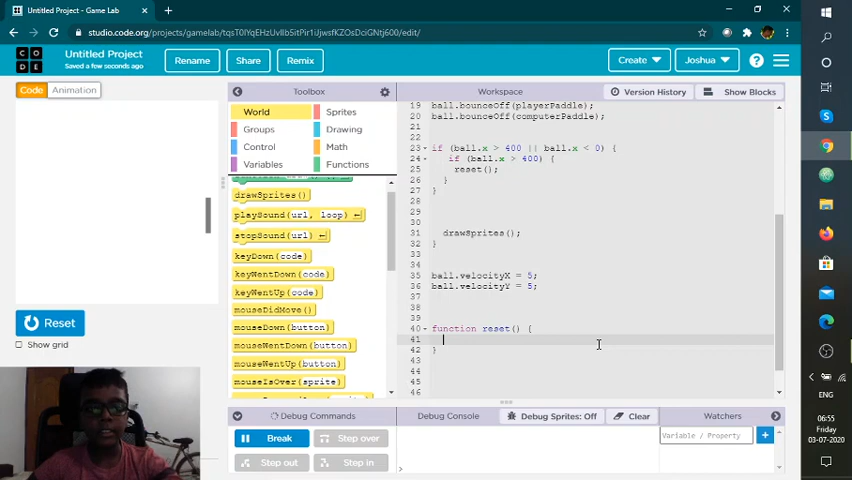 Untitled Project - Game Lab
studio.code.org/projects/gamelab/tqsT0lYqEUvlIb5itPir1iJjwsfKZOsDciGNtj600/edit/
C O
D E
Untitled Project
Saved a few seconds ago
Rename
Share
Remix
Create
Joshua
?
Code
Animation
Toolbox
Workspace
Version History
Show Blocks
World
Sprites
Groups
Drawing
Control
Math
Variables
Functions
drawSprites()
playSound(url, loop)
stopSound(url)
keyDown(code)
keyWentDown(code)
keyWentUp(code)
mouseDidMove()
mouseDown(button)
mouseWentDown(button)
mouseWentUp(button)
mouseIsOver(sprite)
19 ball.bounceOff(playerPaddle);
20 ball.bounceOff(computerPaddle);
21
22
23 if (ball.x > 400 || ball.x < 0) {
24 if (ball.x > 400) {
25 reset();
26 }
27 }
28
29
30
31 drawSprites();
32 }
33
34
35 ball.velocityX = 5;
36 ball.velocityY = 5;
37
38
39
40 function reset() {
41
42 }
43
44
45
46
Reset
Show grid
Debug Commands
Break
Step over
Step out
Step in
Debug Console
Debug Sprites: Off
Clear
Watchers
Variable / Property
+
>
ENG
06:55
Friday
03-07-2020